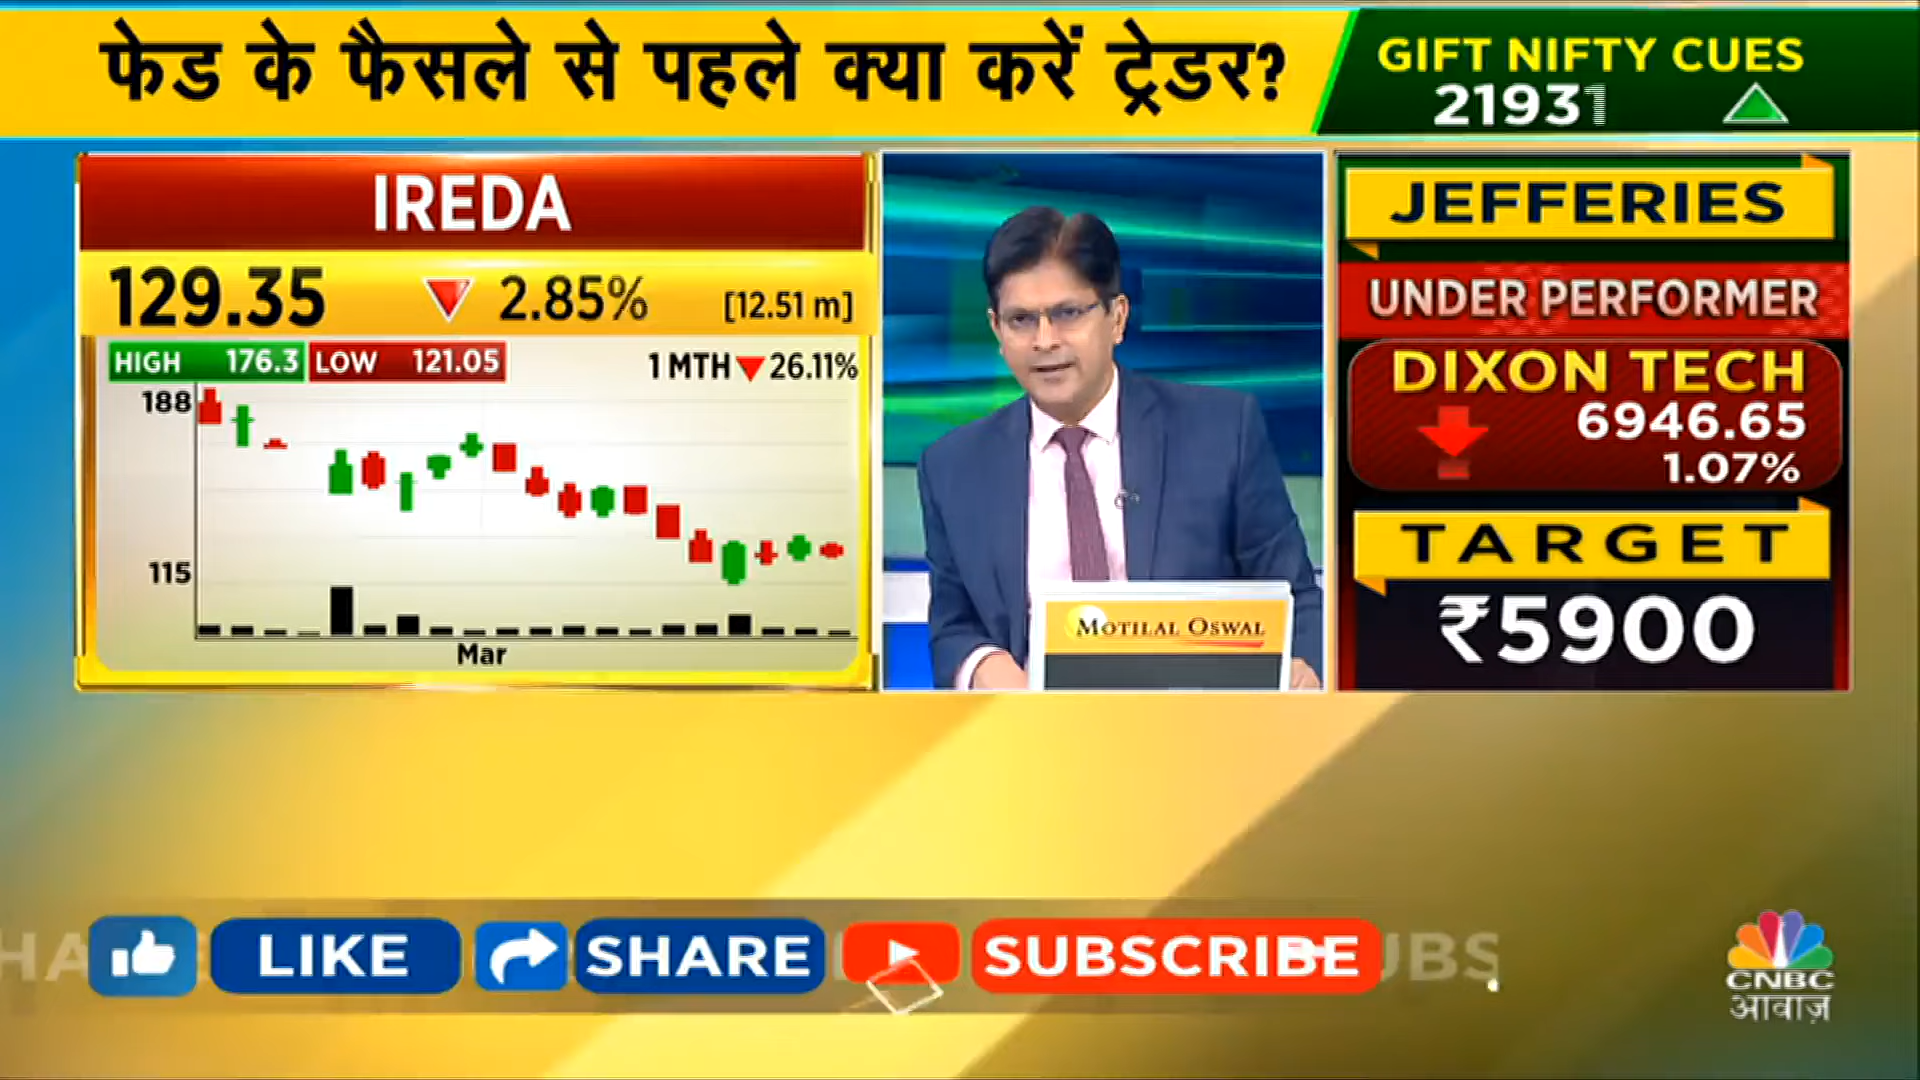 फेड के फैसले से पहले क्या करें ट्रेडर?
GIFT NIFTY CUES
21931
IREDA
129.35 2.85% [12.51 m]
HIGH 176.3 LOW 121.05 1 MTH 26.11%
188
115
Mar
MOTILAL OSWAL
JEFFERIES
UNDER PERFORMER
DIXON TECH
6946.65
1.07%
TARGET
₹5900
LIKE SHARE SUBSCRIBE
CNBC
आवाज़